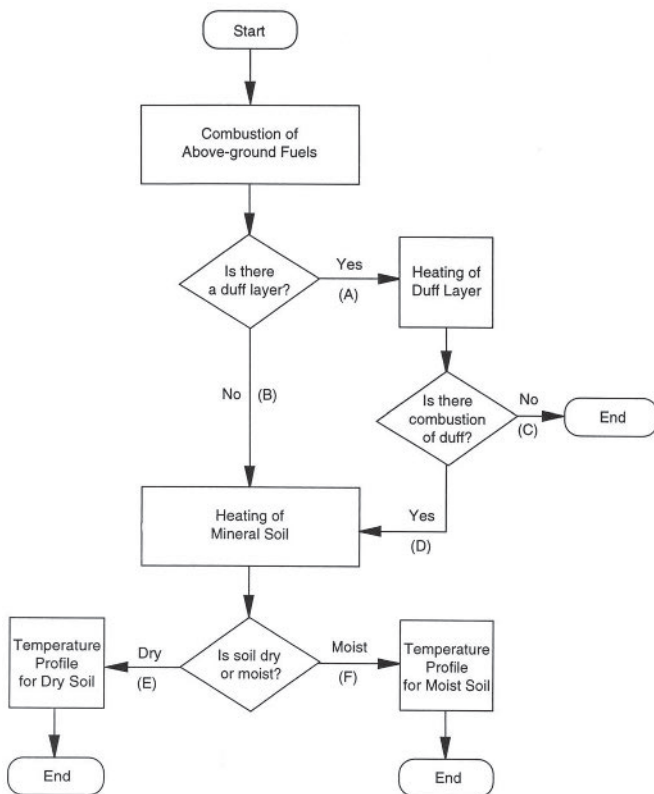 Start
Combustion of
Above-ground Fuels
Is there
a duff layer?
Yes
(A)
Heating of
Duff Layer
No
(B)
Is there
combustion
of duff?
No
(C)
End
Heating of
Mineral Soil
Yes
(D)
Is soil dry
or moist?
Dry
(E)
Temperature
Profile
for Dry Soil
End
Moist
(F)
Temperature
Profile
for Moist Soil
End